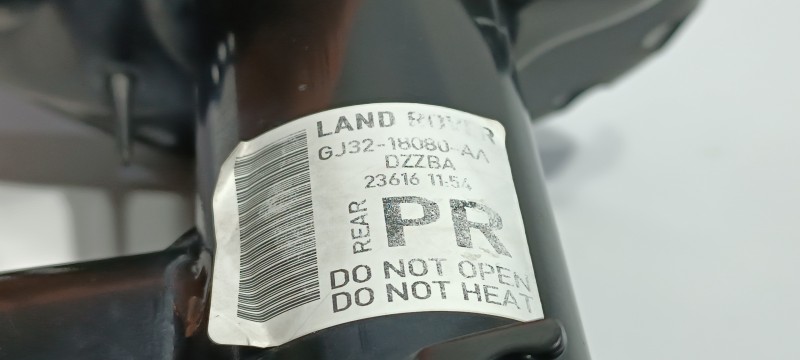 LAND ROVER
GJ32-18080-AA
DZZBA
23616 11:54
REAR
PR
DO NOT OPEN
DO NOT HEAT